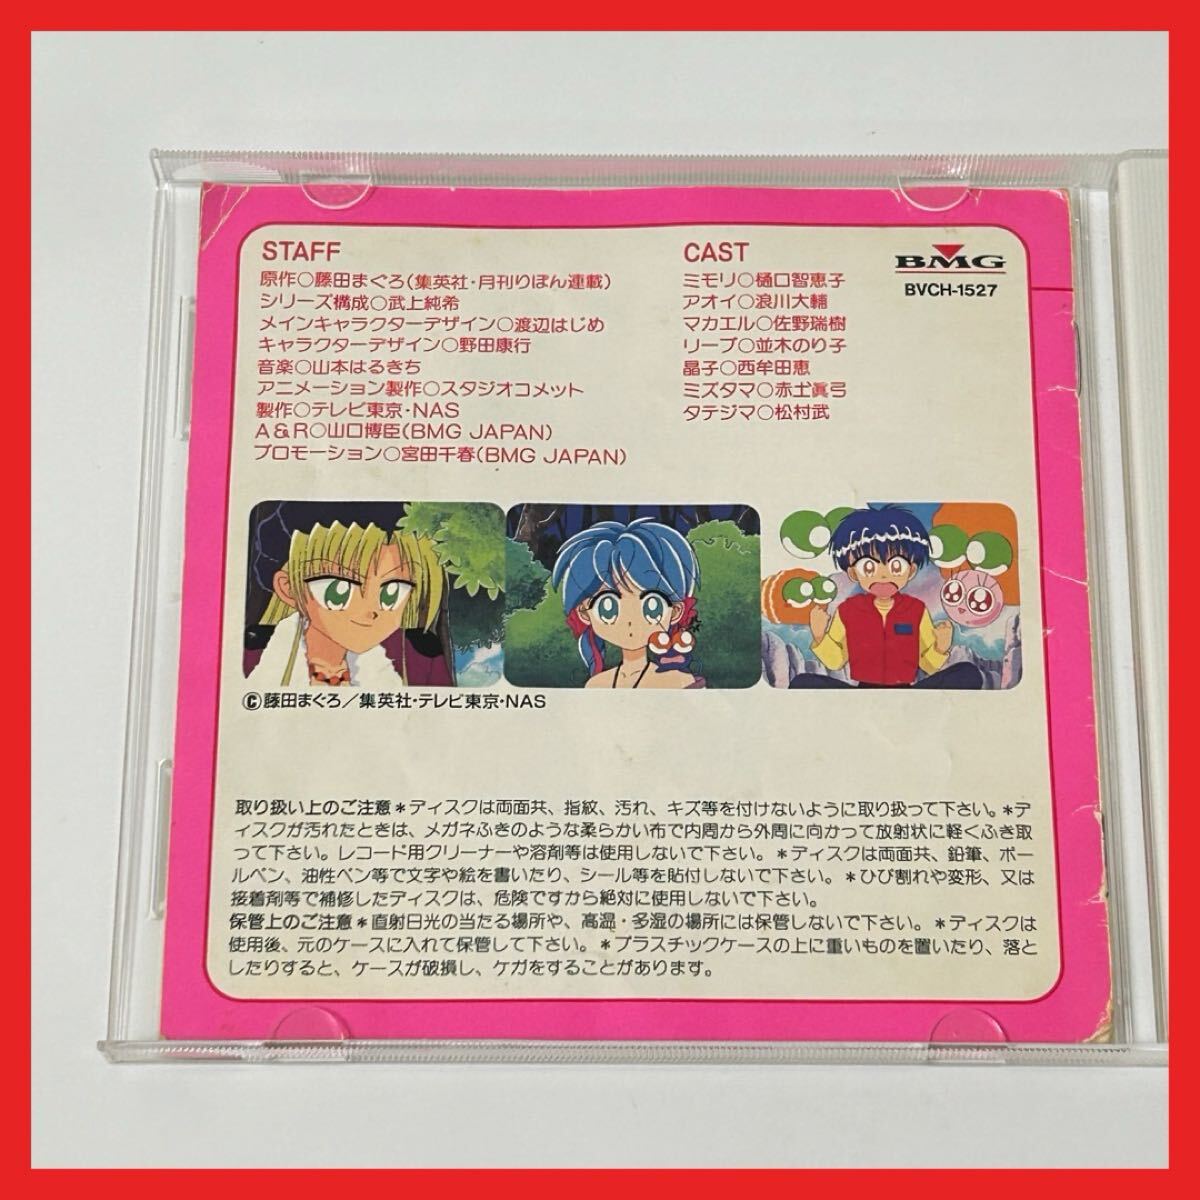 STAFF
原作○藤田まぐろ(集英社・月刊りぼん連載)
シリーズ構成○武上純希
メインキャラクターデザイン○渡辺はじめ
キャラクターデザイン○野田康行
音楽○山本はるきち
アニメーション製作○スタジオコメット
製作○テレビ東京・NAS
A&R○山口博臣(BMG JAPAN)
プロモーション○宮田千春(BMG JAPAN)
CAST
ミモリ○樋口智恵子
アオイ○浪川大輔
マカエル○佐野瑞樹
リーブ○並木のり子
晶子○西牟田恵
ミズタマ○赤土眞弓
タテジマ○松村武
BMG
BVCH-1527
©藤田まぐろ/集英社・テレビ東京・NAS
取り扱い上のご注意＊ディスクは両面共、指紋、汚れ、キズ等を付けないように取り扱って下さい。＊デ
ィスクが汚れたときは、メガネふきのような柔らかい布で内周から外周に向かって放射状に軽くふき取
って下さい。レコード用クリーナーや溶剤等は使用しないで下さい。＊ディスクは両面共、鉛筆、ボー
ルペン、油性ペン等で文字や絵を書いたり、シール等を貼付しないで下さい。＊ひび割れや変形、又は
接着剤等で補修したディスクは、危険ですから絶対に使用しないで下さい。
保管上のご注意＊直射日光の当たる場所や、高温・多湿の場所には保管しないで下さい。＊ディスクは
使用後、元のケースに入れて保管して下さい。＊プラスチックケースの上に重いものを置いたり、落と
したりすると、ケースが破損し、ケガをすることがあります。